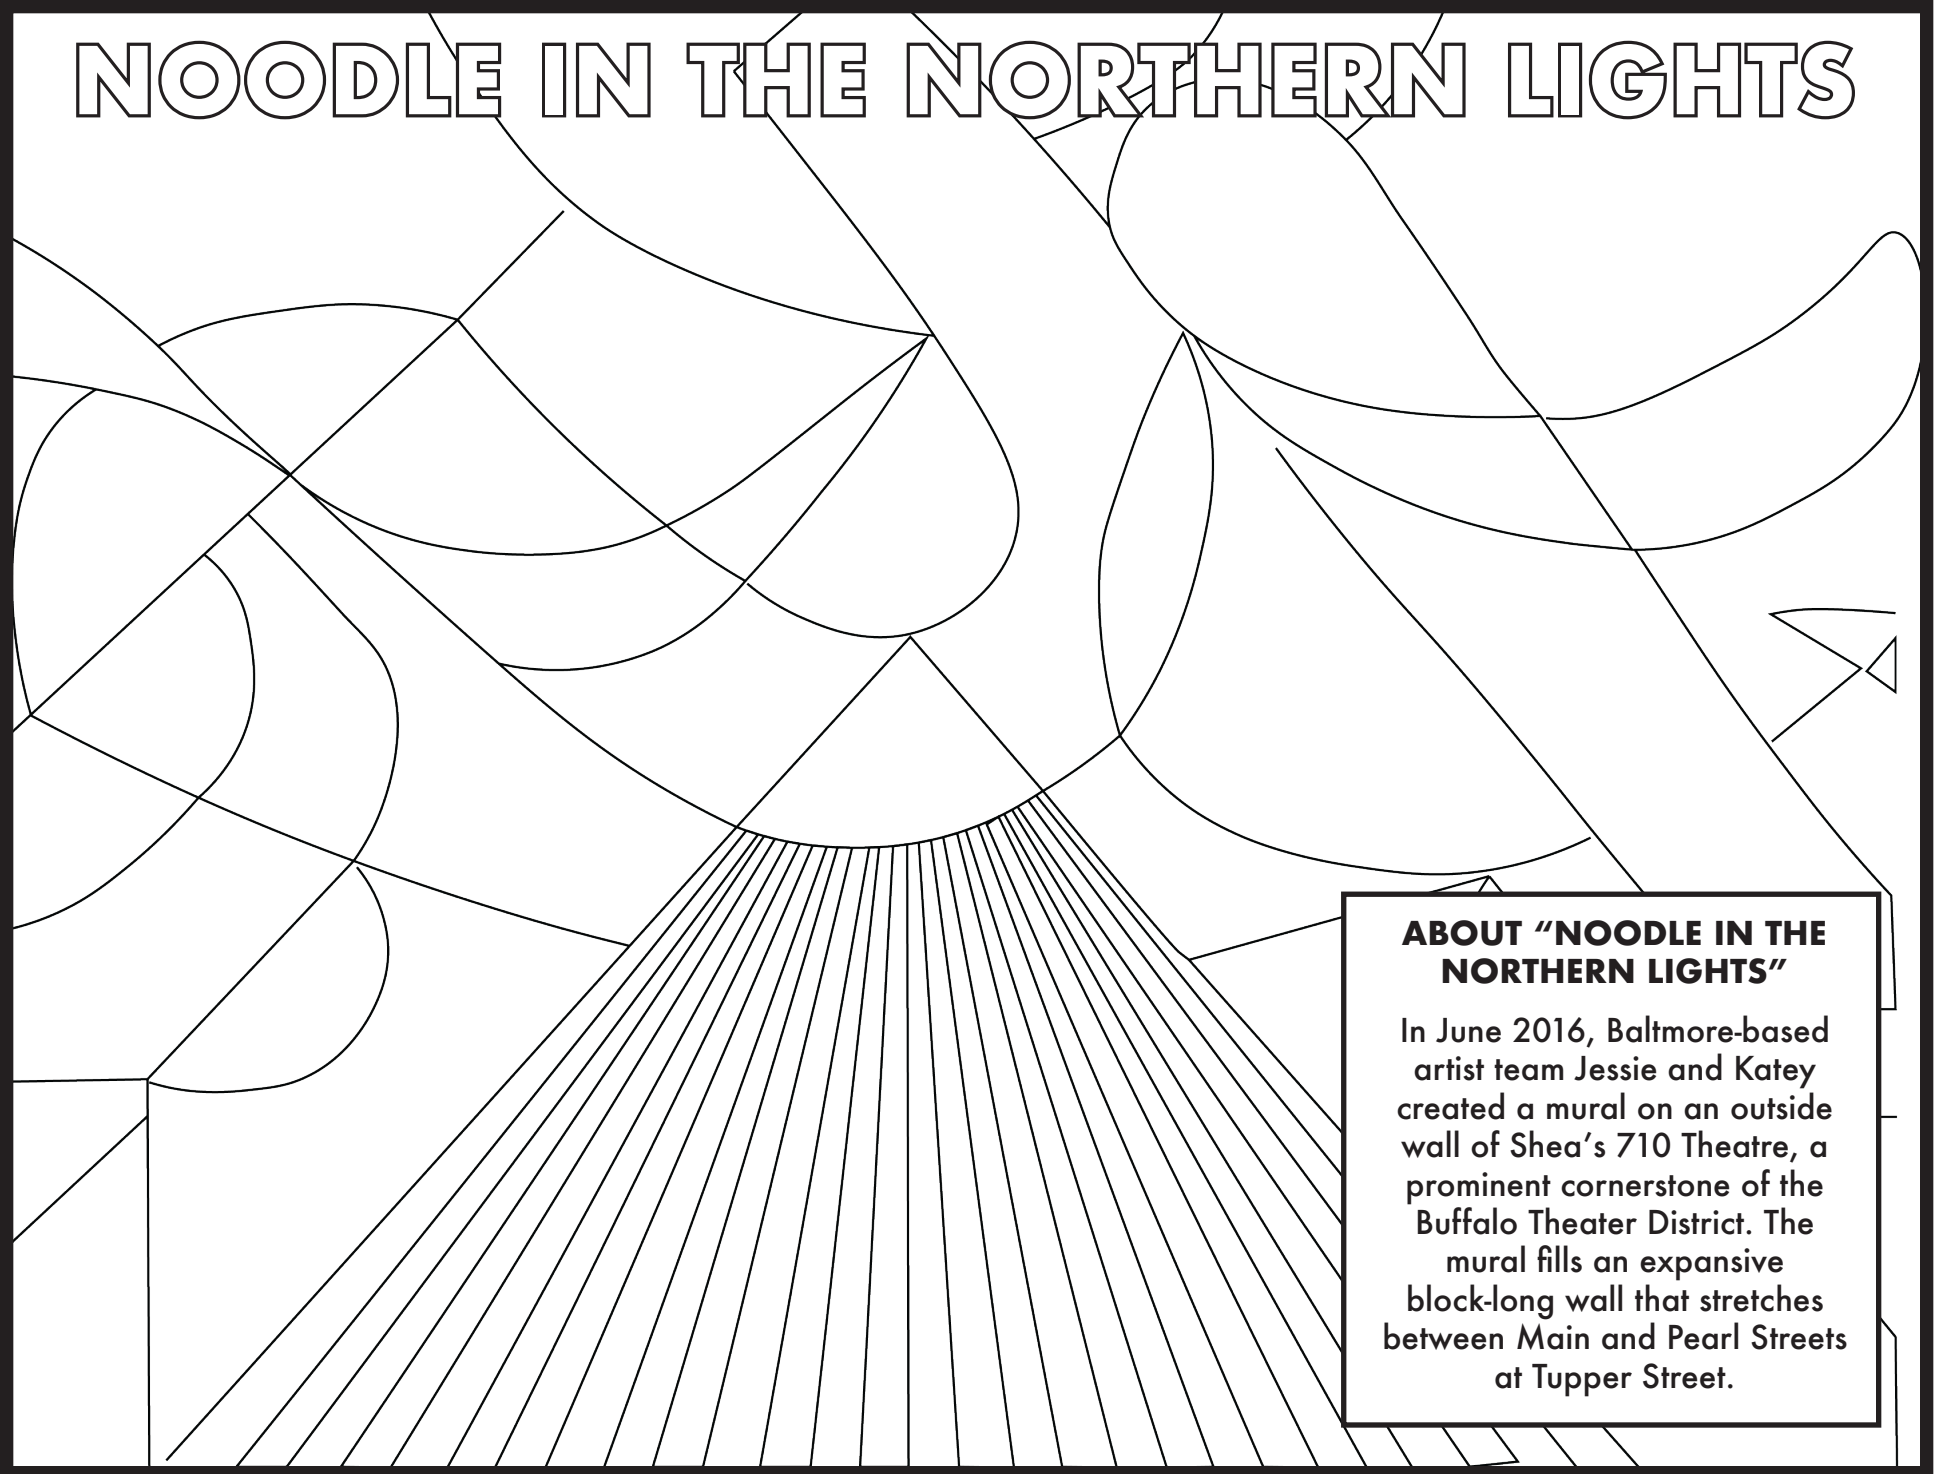 NOODLE IN THE NORTHERN LIGHTS
ABOUT “NOODLE IN THE
NORTHERN LIGHTS”
In June 2016, Baltmore-based
artist team Jessie and Katey
created a mural on an outside
wall of Shea’s 710 Theatre, a
prominent cornerstone of the
Buffalo Theater District. The
mural fills an expansive
block-long wall that stretches
between Main and Pearl Streets
at Tupper Street.